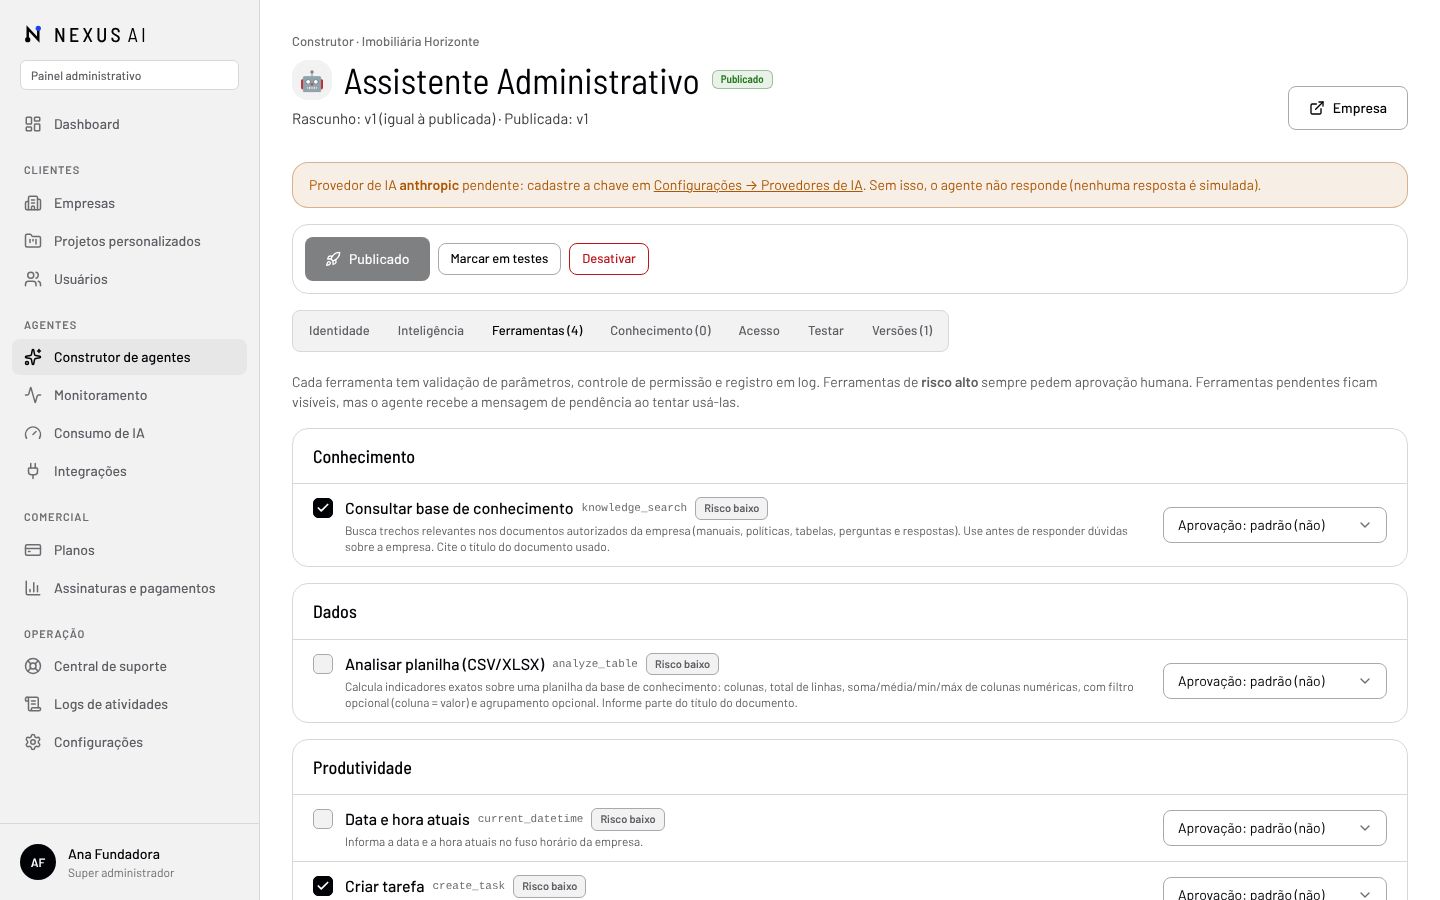 NEXUS AI
Painel administrativo
Dashboard
CLIENTES
Empresas
Projetos personalizados
Usuários
AGENTES
Construtor de agentes
Monitoramento
Consumo de IA
Integrações
COMERCIAL
Planos
Assinaturas e pagamentos
OPERAÇÃO
Central de suporte
Logs de atividades
Configurações
AF
Ana Fundadora
Super administrador
Construtor · Imobiliária Horizonte
Assistente Administrativo Publicado
Rascunho: v1 (igual à publicada) · Publicada: v1
Empresa
Provedor de IA anthropic pendente: cadastre a chave em Configurações → Provedores de IA. Sem isso, o agente não responde (nenhuma resposta é simulada).
Publicado Marcar em testes Desativar
Identidade Inteligência Ferramentas (4) Conhecimento (0) Acesso Testar Versões (1)
Cada ferramenta tem validação de parâmetros, controle de permissão e registro em log. Ferramentas de risco alto sempre pedem aprovação humana. Ferramentas pendentes ficam
visíveis, mas o agente recebe a mensagem de pendência ao tentar usá-las.
Conhecimento
Consultar base de conhecimento knowledge_search Risco baixo
Busca trechos relevantes nos documentos autorizados da empresa (manuais, políticas, tabelas, perguntas e respostas). Use antes de responder dúvidas
sobre a empresa. Cite o título do documento usado.
Aprovação: padrão (não)
Dados
Analisar planilha (CSV/XLSX) analyze_table Risco baixo
Calcula indicadores exatos sobre uma planilha da base de conhecimento: colunas, total de linhas, soma/média/mín/máx de colunas numéricas, com filtro
opcional (coluna = valor) e agrupamento opcional. Informe parte do título do documento.
Aprovação: padrão (não)
Produtividade
Data e hora atuais current_datetime Risco baixo
Informa a data e a hora atuais no fuso horário da empresa.
Aprovação: padrão (não)
Criar tarefa create_task Risco baixo
Aprovação: padrão (não)